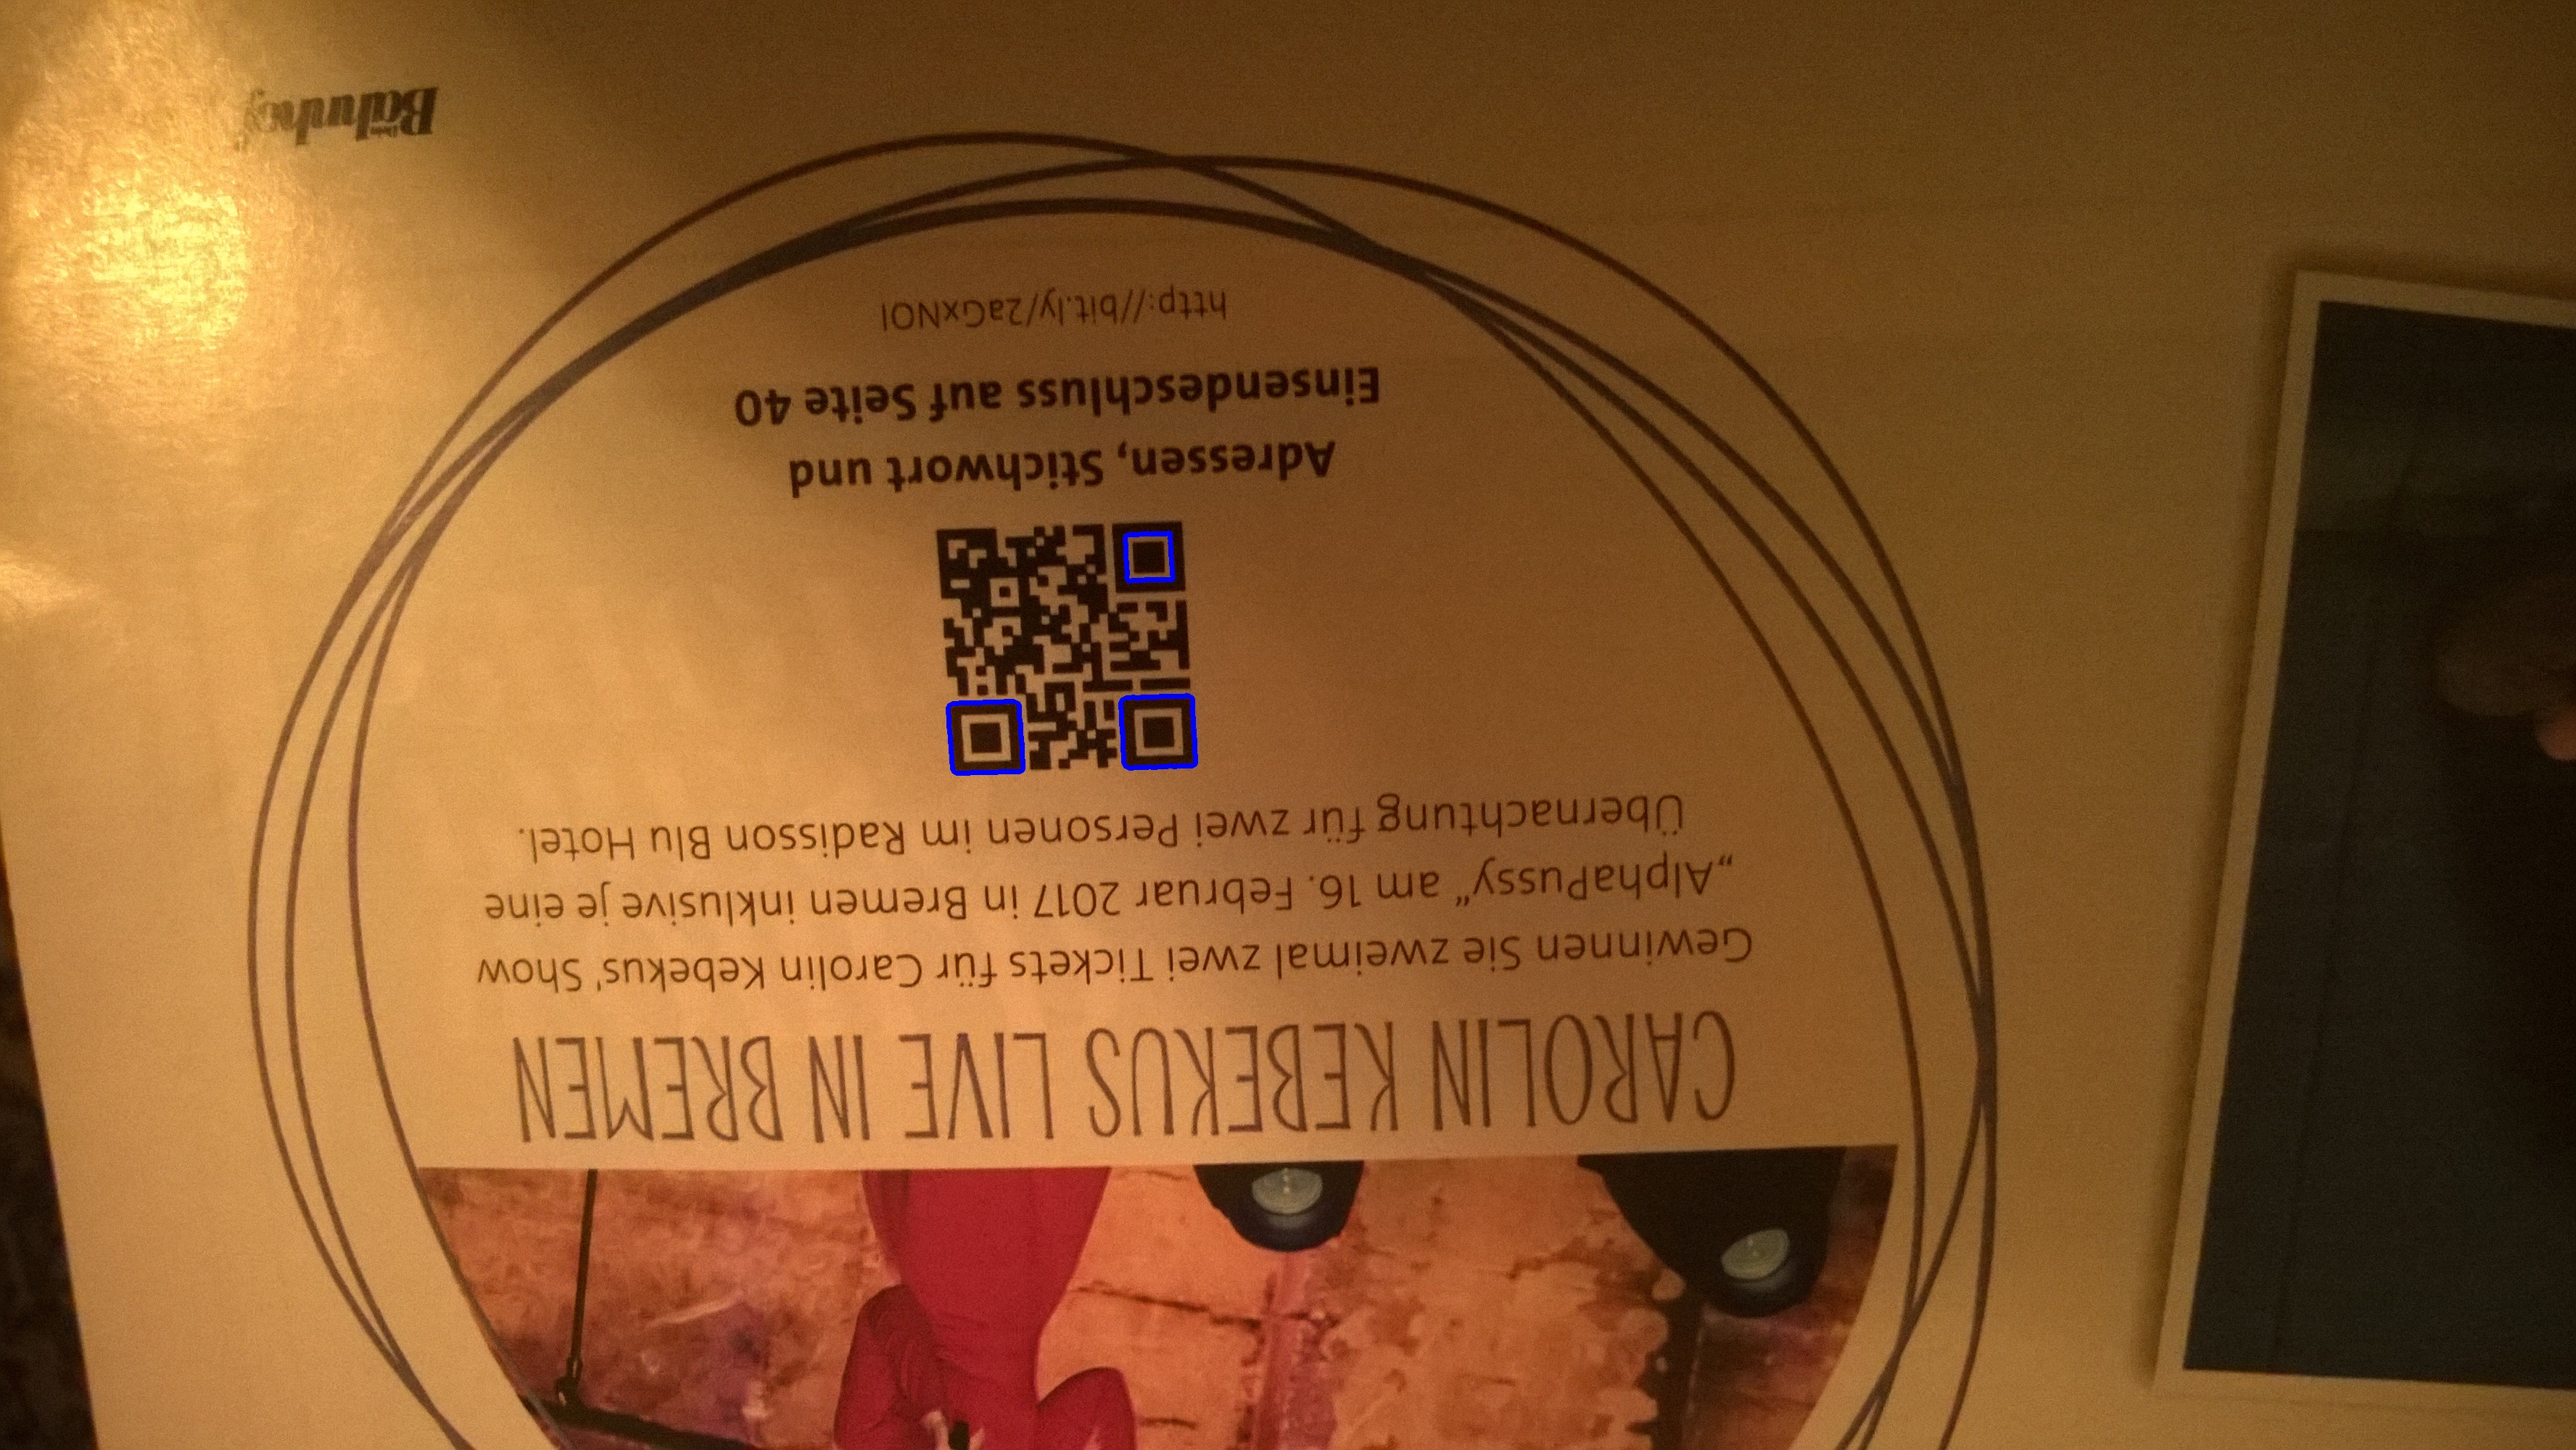 CAROLIN KEBEKUS LIVE IN BREMEN
Gewinnen Sie zweimal zwei Tickets für Carolin Kebekus' Show
„AlphaPussy“ am 16. Februar 2017 in Bremen inklusive je eine
Übernachtung für zwei Personen im Radisson Blu Hotel.
Adressen, Stichwort und
Einsendeschluss auf Seite 40
http://bit.ly/2aGxNOI
Dein
Bahnhof